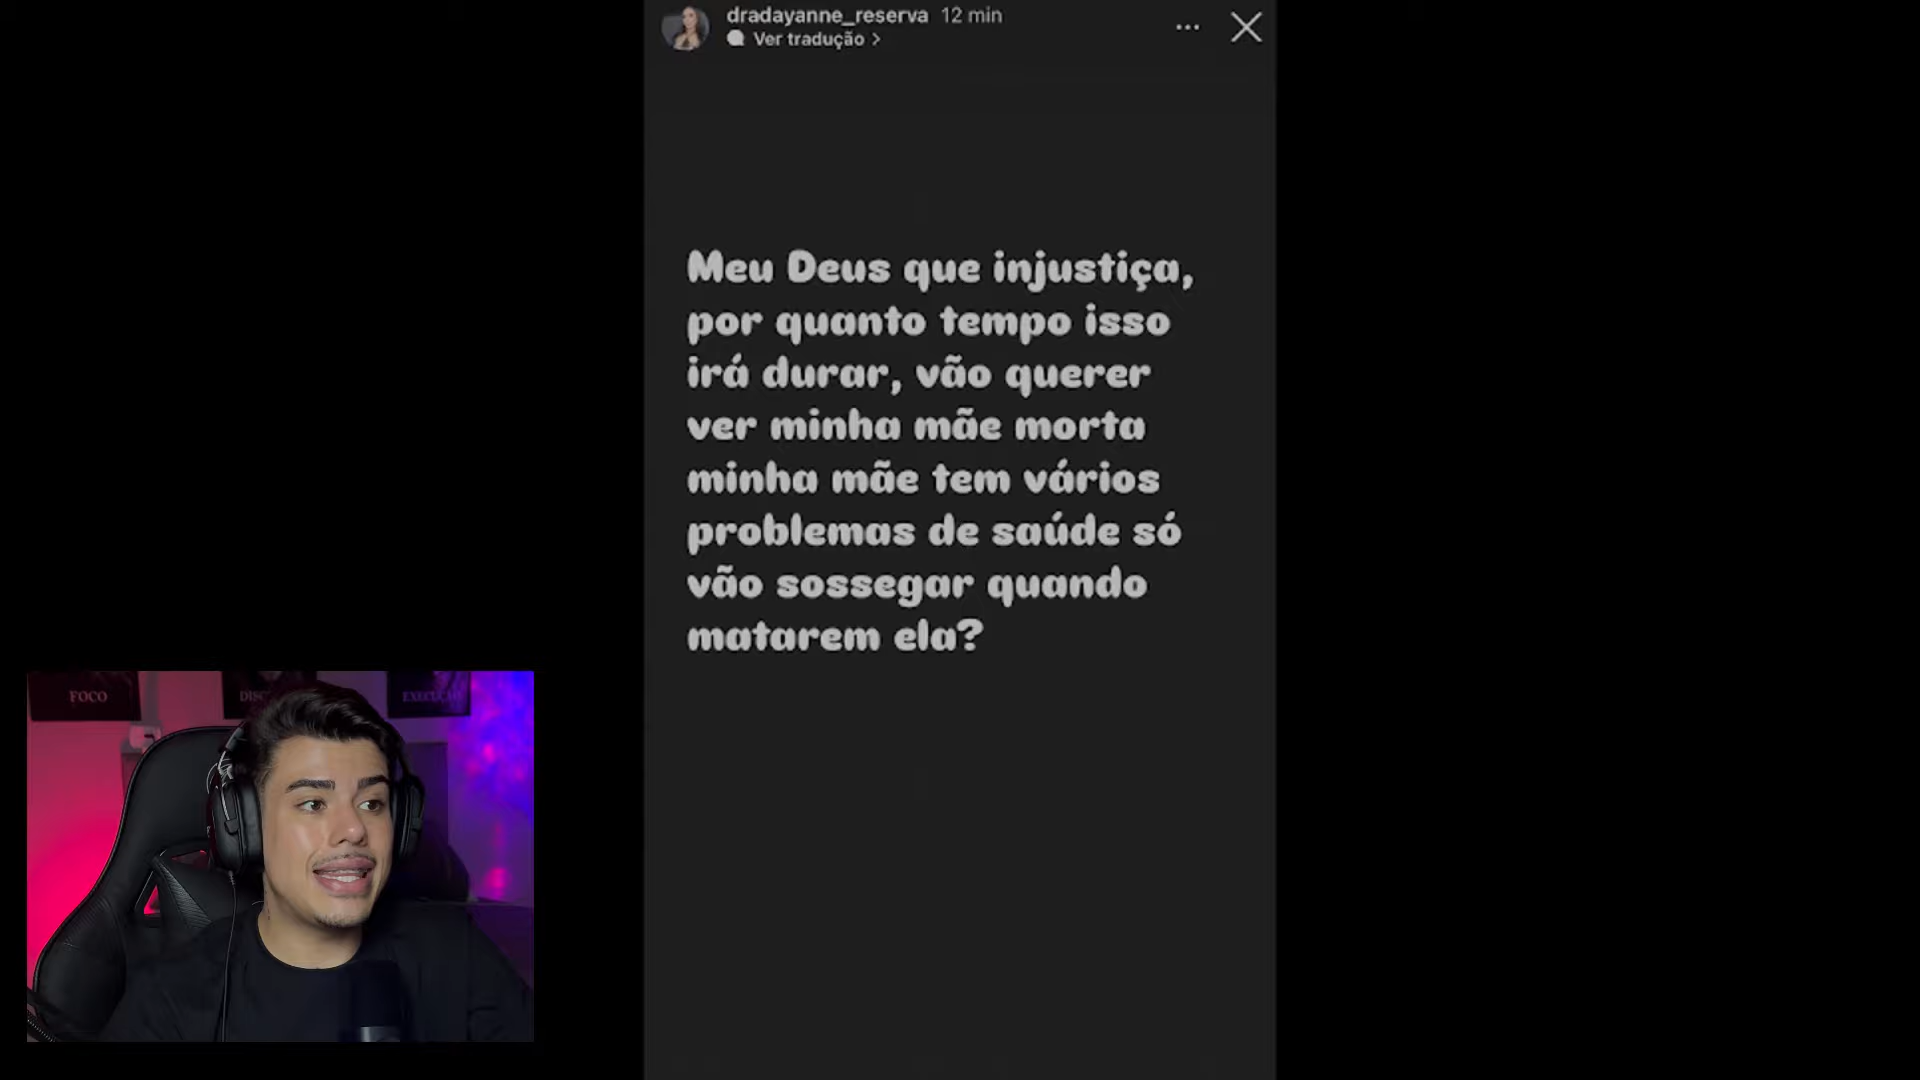 dradayanne_reserva 12 min
Ver tradução >
Meu Deus que injustiça,
por quanto tempo isso
irá durar, vão querer
ver minha mãe morta
minha mãe tem vários
problemas de saúde só
vão sossegar quando
matarem ela?
FOCO